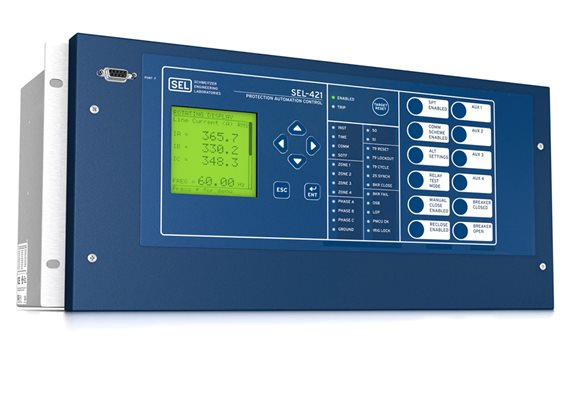 PORT F
SEL
SCHWEITZER
ENGINEERING
LABORATORIES
SEL-421
PROTECTION AUTOMATION CONTROL
ROTATING DISPLAY
Line Current (A) RMS
IA = 365.7
IB = 330.2
IC = 348.3
FREQ = 60.00 Hz
Press for menu
ESC
ENT
ENABLED
TRIP
TARGET
RESET
INST
TIME
COMM
SOTF
ZONE 1
ZONE 2
ZONE 3
ZONE 4
PHASE A
PHASE B
PHASE C
GROUND
50
51
79 RESET
79 LOCKOUT
79 CYCLE
25 SYNCH
BKR CLOSE
BKR FAIL
OSB
LOP
PMCU OK
IRIG LOCK
SPT
ENABLED
COMM
SCHEME
ENABLED
ALT
SETTINGS
RELAY
TEST
MODE
MANUAL
CLOSE
ENABLED
RECLOSE
ENABLED
AUX 1
AUX 2
AUX 3
AUX 4
BREAKER
CLOSED
BREAKER
OPEN